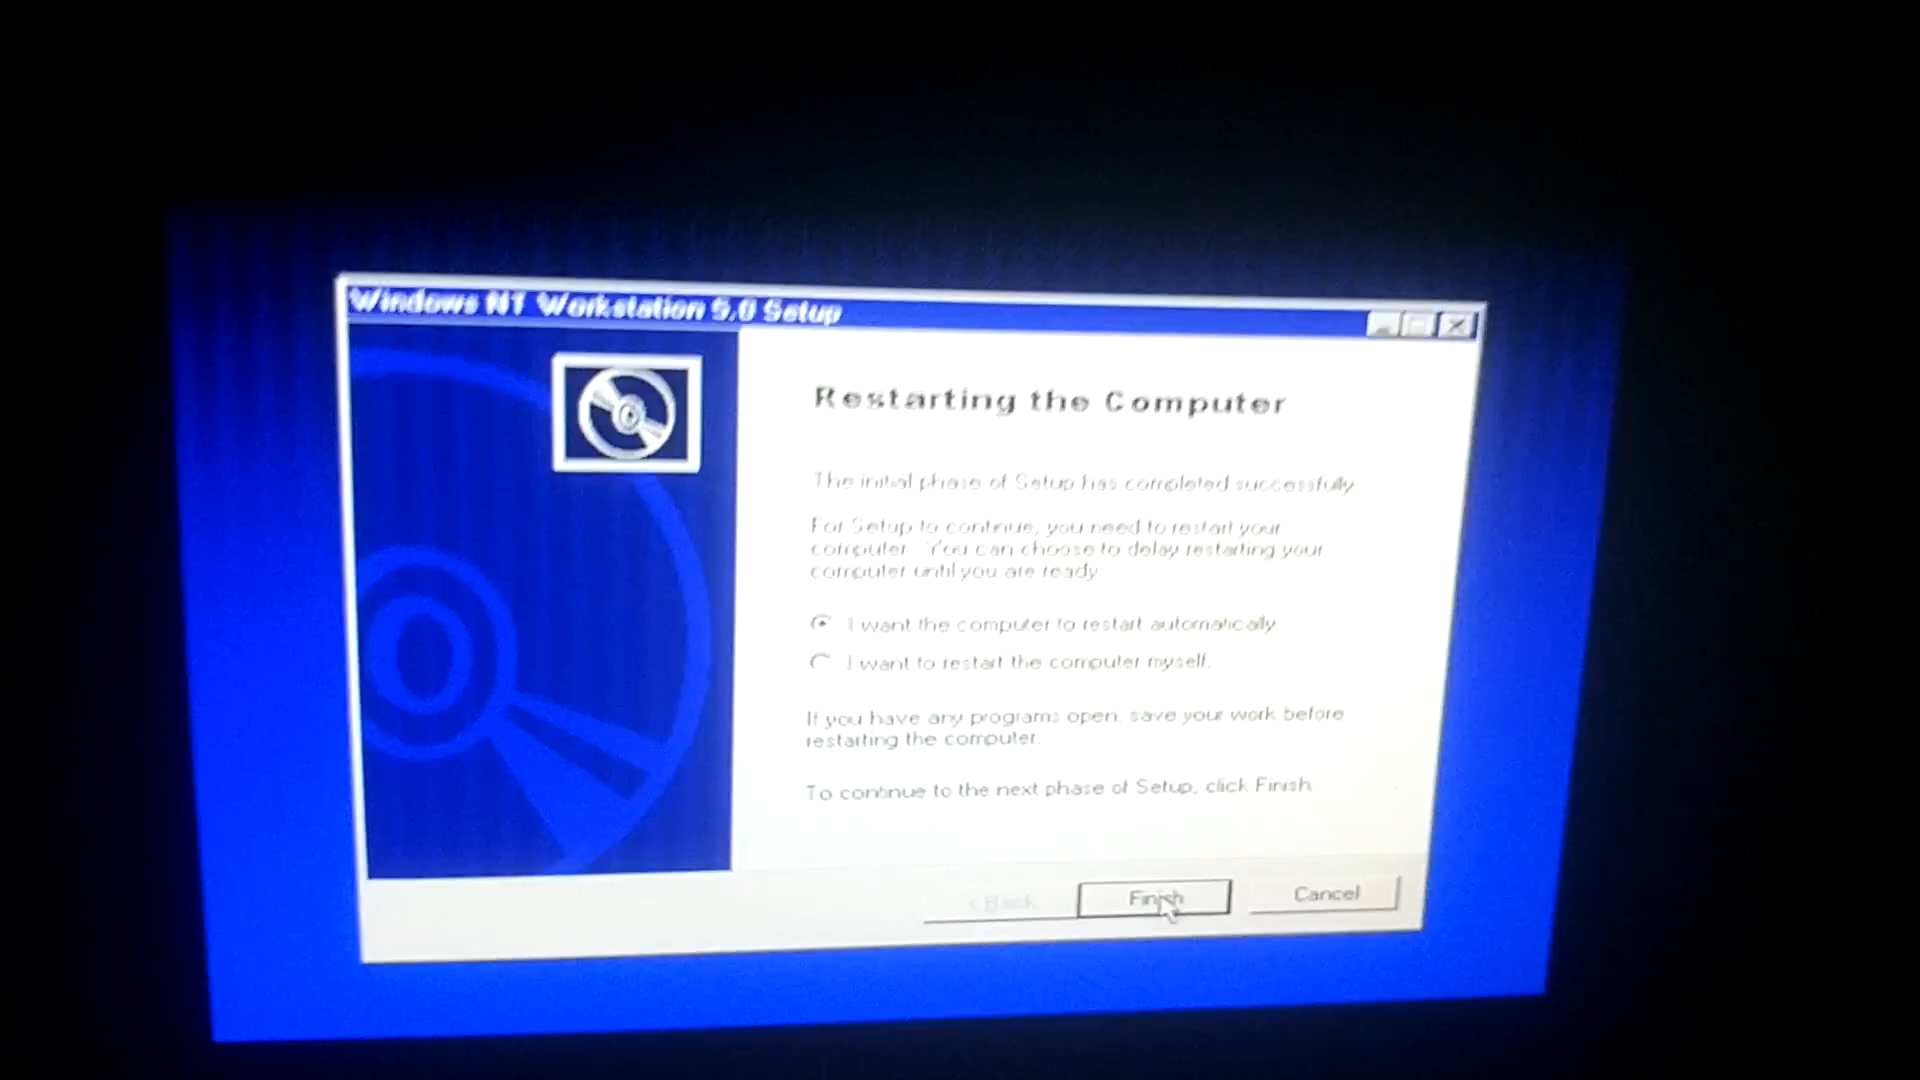 Windows NT Workstation 5.0 Setup
Restarting the Computer
The initial phase of Setup has completed successfully
For Setup to continue, you need to restart your
computer. You can choose to delay restarting your
computer until you are ready
I want the computer to restart automatically
I want to restart the computer myself.
If you have any programs open, save your work before
restarting the computer.
To continue to the next phase of Setup, click Finish
< Back
Finish
Cancel